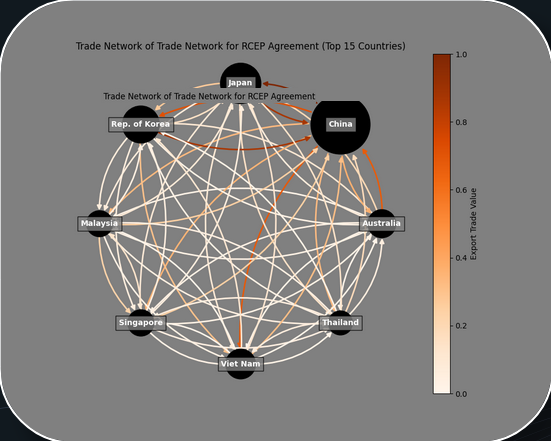 Trade Network of Trade Network for RCEP Agreement (Top 15 Countries)
Japan
Trade Network of Trade Network for RCEP Agreement
Rep. of Korea
China
Malaysia
Australia
Singapore
Thailand
Viet Nam
1.0
0.8
0.6
0.4
0.2
0.0
Export Trade Value